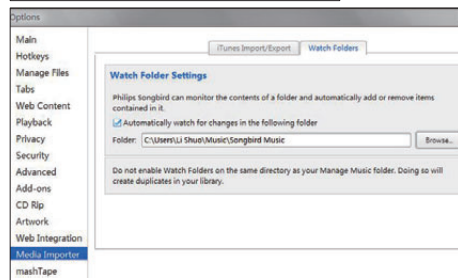 Options
Main
Hotkeys
Manage Files
Tabs
Web Content
Playback
Privacy
Security
Advanced
Add-ons
CD Rip
Artwork
Web Integration
Media Importer
mashTape
iTunes Import/Export
Watch Folders
Watch Folder Settings
Philips Songbird can monitor the contents of a folder and automatically add or remove items
contained in it.
Automatically watch for changes in the following folder
Folder: C:\Users\Li Shuo\Music\Songbird Music
Browse...
Do not enable Watch Folders on the same directory as your Manage Music folder. Doing so will
create duplicates in your library.